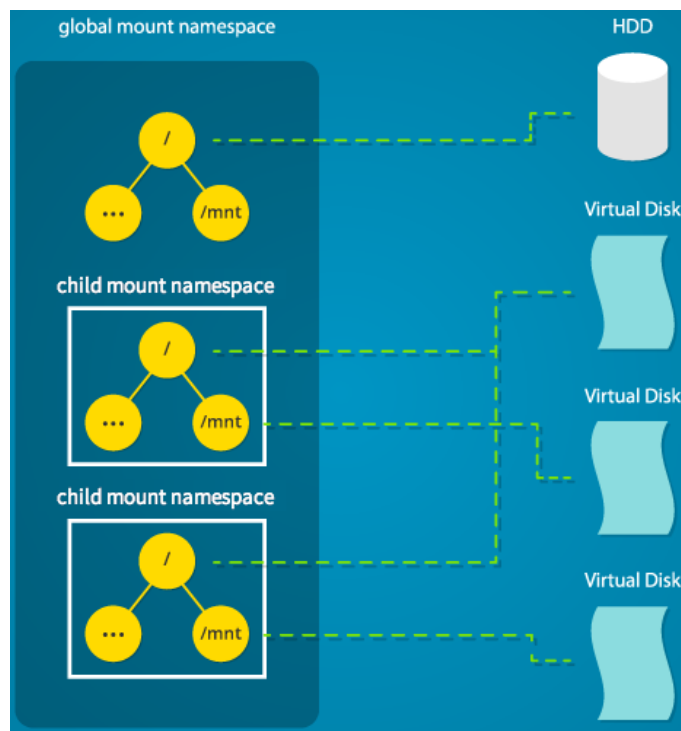 global mount namespace
HDD
/
...
/mnt
Virtual Disk
child mount namespace
/
...
/mnt
Virtual Disk
child mount namespace
/
...
/mnt
Virtual Disk